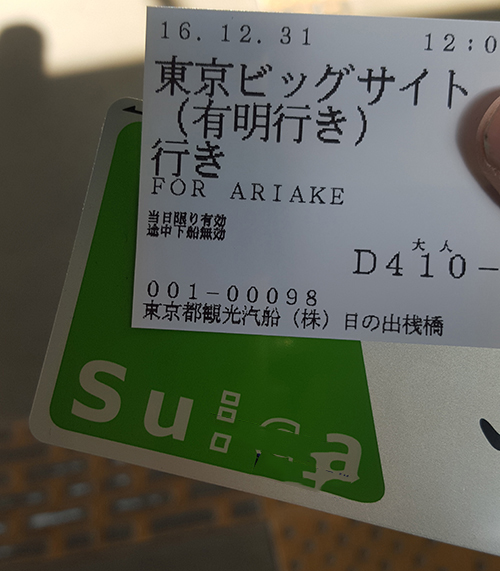 16.12.31 12:0
東京ビッグサイト
(有明行き)
行き
FOR ARIAKE
当日限り有効
途中下船無効
大人
D410-
001-00098
東京都観光汽船(株)日の出桟橋
Suica